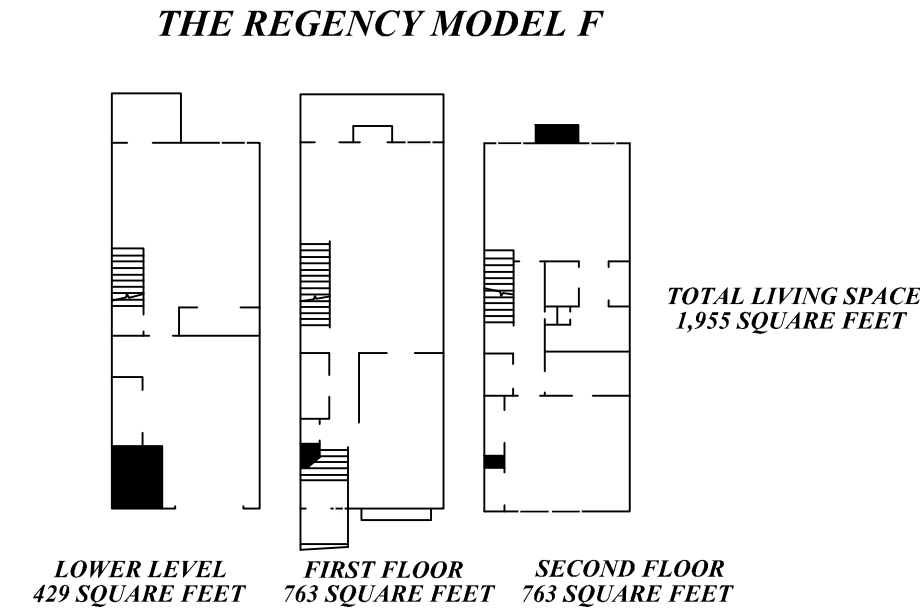 THE REGENCY MODEL F
TOTAL LIVING SPACE
1,955 SQUARE FEET
LOWER LEVEL
429 SQUARE FEET
FIRST FLOOR
763 SQUARE FEET
SECOND FLOOR
763 SQUARE FEET